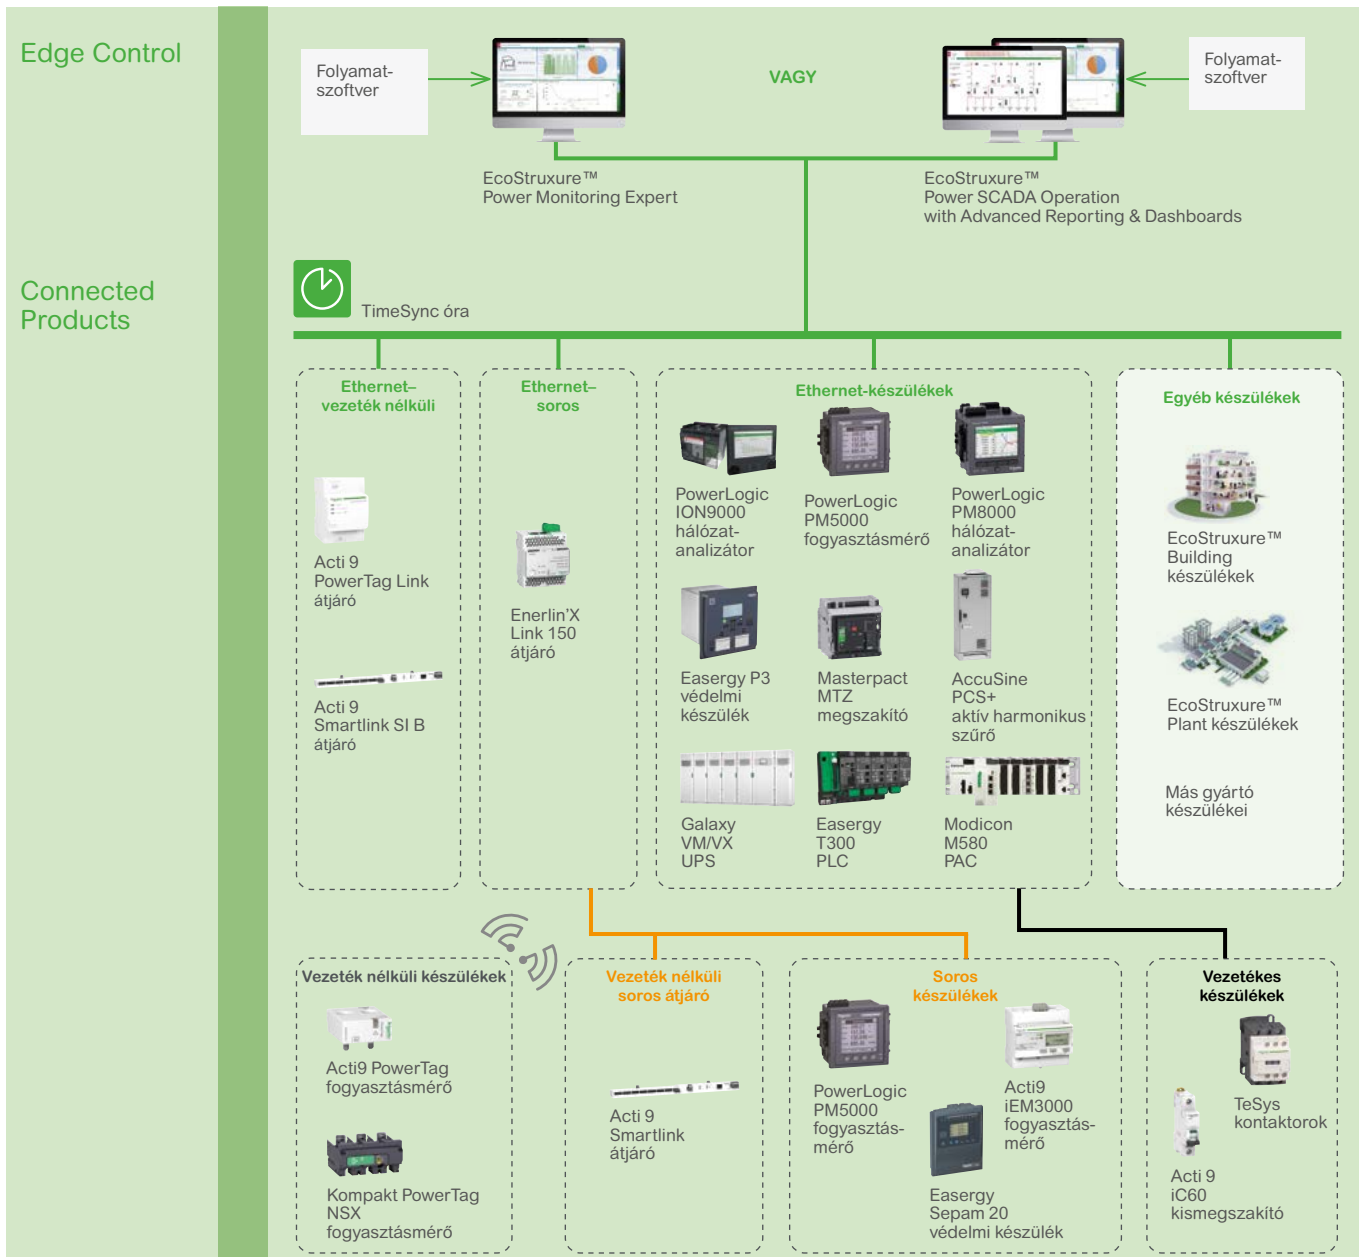 Edge Control
Folyamat-
szoftver
VAGY
Folyamat-
szoftver
EcoStruxure™
Power Monitoring Expert
EcoStruxure™
Power SCADA Operation
with Advanced Reporting & Dashboards
Connected
Products
TimeSync óra
Ethernet–
vezeték nélküli
Acti 9
PowerTag Link
átjáró
Acti 9
Smartlink SI B
átjáró
Ethernet–
soros
Enerlin’X
Link 150
átjáró
Ethernet-készülékek
PowerLogic
ION9000
hálózat-
analizátor
PowerLogic
PM5000
fogyasztásmérő
PowerLogic
PM8000
hálózat-
analizátor
Easergy P3
védelmi
készülék
Masterpact
MTZ
megszakító
AccuSine
PCS+
aktív harmonikus
szűrő
Galaxy
VM/VX
UPS
Easergy
T300
PLC
Modicon
M580
PAC
Egyéb készülékek
EcoStruxure™
Building
készülékek
EcoStruxure™
Plant készülékek
Más gyártó
készülékei
Vezeték nélküli készülékek
Acti9 PowerTag
fogyasztásmérő
Kompakt PowerTag
NSX
fogyasztásmérő
Vezeték nélküli
soros átjáró
Acti 9
Smartlink
átjáró
Soros
készülékek
PowerLogic
PM5000
fogyasztás-
mérő
Acti9
iEM3000
fogyasztás-
mérő
Easergy
Sepam 20
védelmi készülék
Vezetékes
készülékek
TeSys
kontaktorok
Acti 9
iC60
kismegszakító